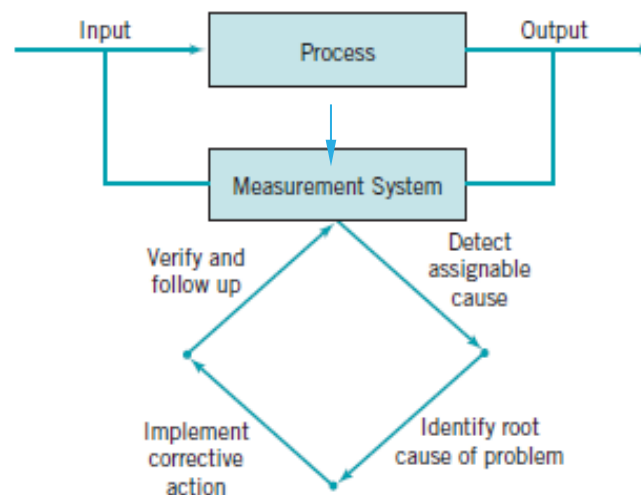 Input
Output
Process
Measurement System
Verify and
follow up
Detect
assignable
cause
Implement
corrective
action
Identify root
cause of problem